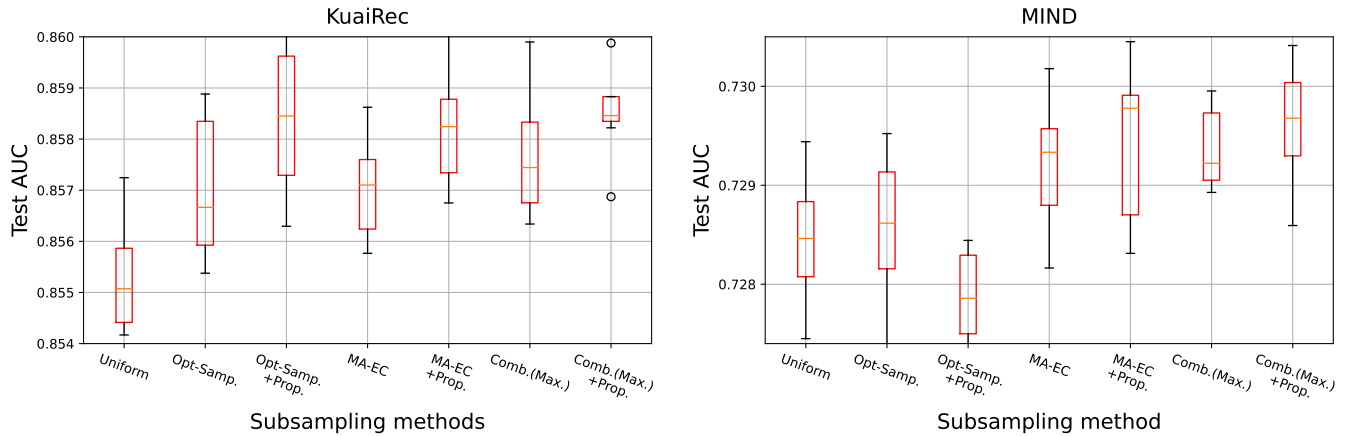 KuaiRec
Test AUC
0.860
0.859
0.858
0.857
0.856
0.855
0.854
Uniform
Opt-Samp.
Opt-Samp.
+Prop.
MA-EC
MA-EC
+Prop.
Comb.(Max.)
Comb.(Max.)
+Prop.
Subsampling methods
MIND
Test AUC
0.730
0.729
0.728
Uniform
Opt-Samp.
Opt-Samp.
+Prop.
MA-EC
MA-EC
+Prop.
Comb.(Max.)
Comb.(Max.)
+Prop.
Subsampling method